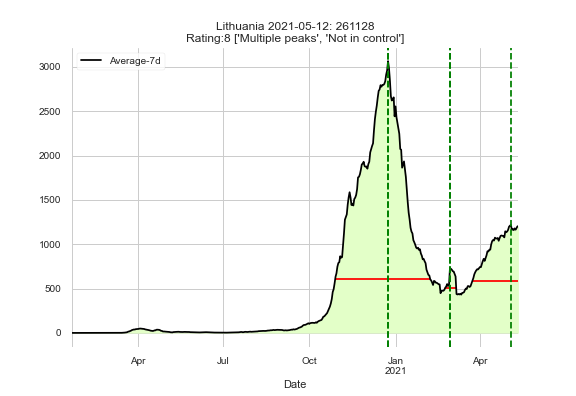 Lithuania 2021-05-12: 261128
Rating:8 ['Multiple peaks', 'Not in control']
Average-7d
3000
2500
2000
1500
1000
500
0
Apr
Jul
Oct
Jan
2021
Apr
Date